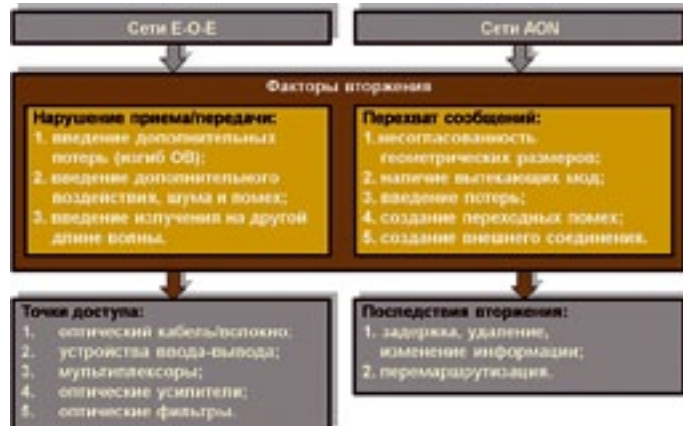 Сети E-O-E
Сети AON
Факторы вторжения
Нарушение приема/передачи:
1. введение дополнительных
потерь (изгиб ОВ);
2. введение дополнительного
воздействия, шума и помех;
3. введение излучения на другой
длине волны.
Перехват сообщений:
1.несогласованность
геометрических размеров;
2. наличие вытекающих мод;
3. введение потерь;
4. создание переходных помех;
5. создание внешнего соединения.
Точки доступа:
1. оптический кабель/волокно;
2. устройства ввода-вывода;
3. мультиплексоры;
4. оптические усилители;
5. оптические фильтры.
Последствия вторжения:
1. задержка, удаление,
изменение информации;
2. перемаршрутизация.